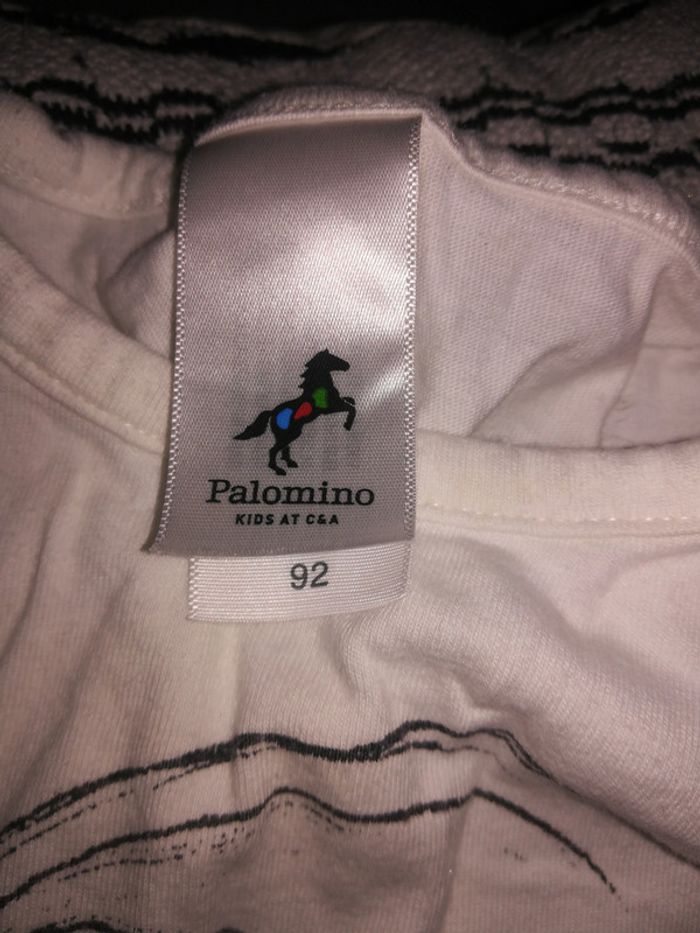 Palomino
KIDS AT C&A
92